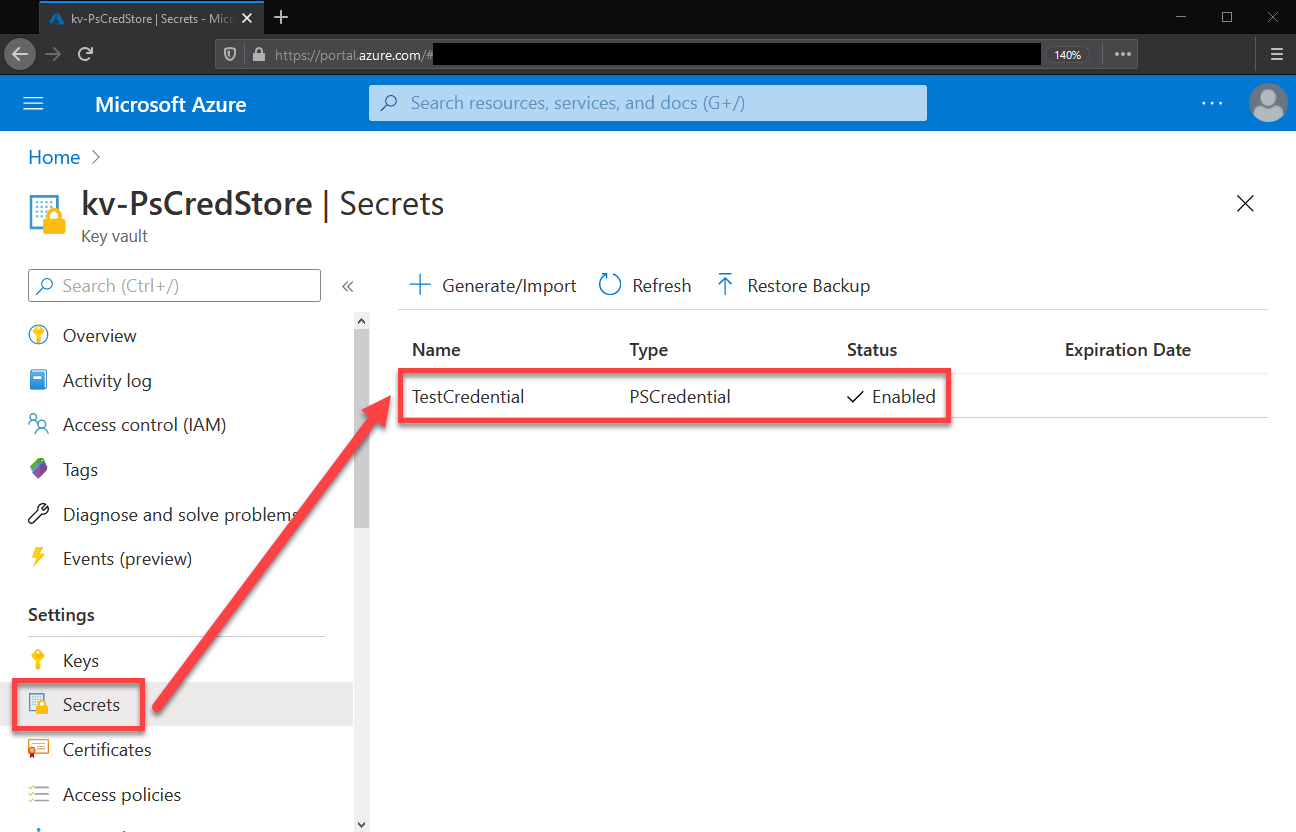 kv-PsCredStore | Secrets - Micr
https://portal.azure.com/#
140%
Microsoft Azure
Search resources, services, and docs (G+/)
Home
kv-PsCredStore | Secrets
Key vault
Search (Ctrl+/)
Overview
Activity log
Access control (IAM)
Tags
Diagnose and solve problems
Events (preview)
Settings
Keys
Secrets
Certificates
Access policies
Generate/Import Refresh Restore Backup
Name Type Status Expiration Date
TestCredential PSCredential Enabled